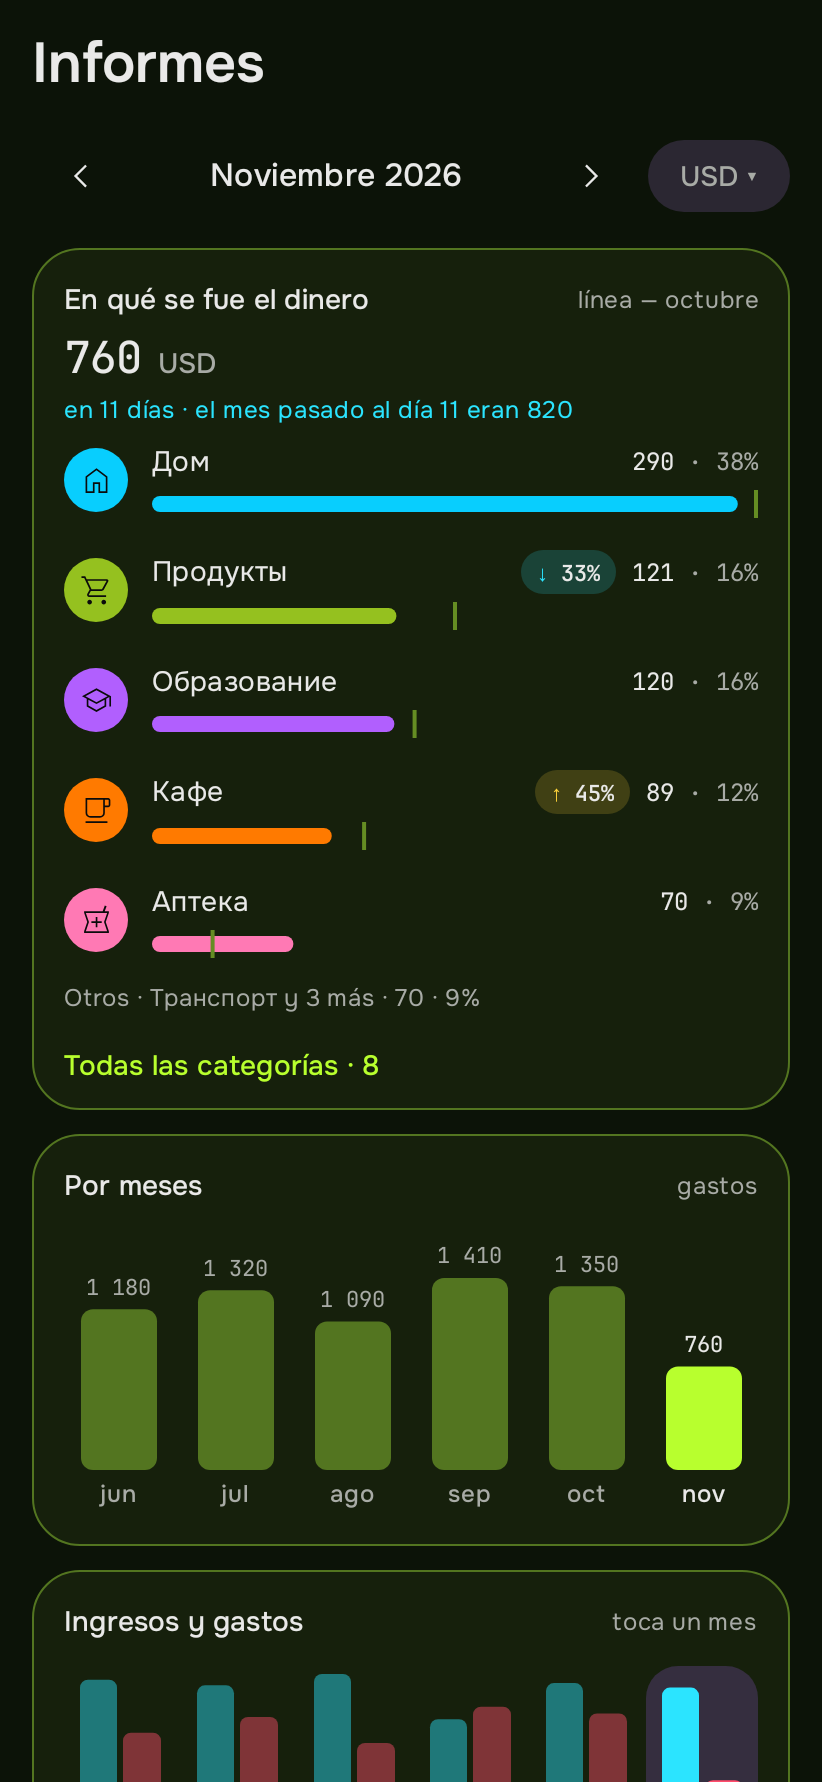 Informes
Noviembre 2026
USD ▾
En qué se fue el dinero
línea — octubre
760 USD
en 11 días · el mes pasado al día 11 eran 820
Дом
290 · 38%
Продукты
↓ 33% 121 · 16%
Образование
120 · 16%
Кафе
↑ 45% 89 · 12%
Аптека
70 · 9%
Otros · Транспорт y 3 más · 70 · 9%
Todas las categorías · 8
Por meses
gastos
1 180
1 320
1 090
1 410
1 350
760
jun
jul
ago
sep
oct
nov
Ingresos y gastos
toca un mes